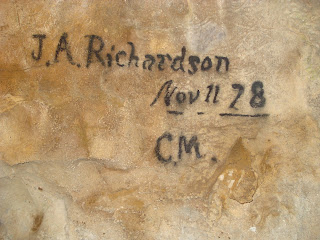 J. A. Richardson
Nov 11 78
C. M.